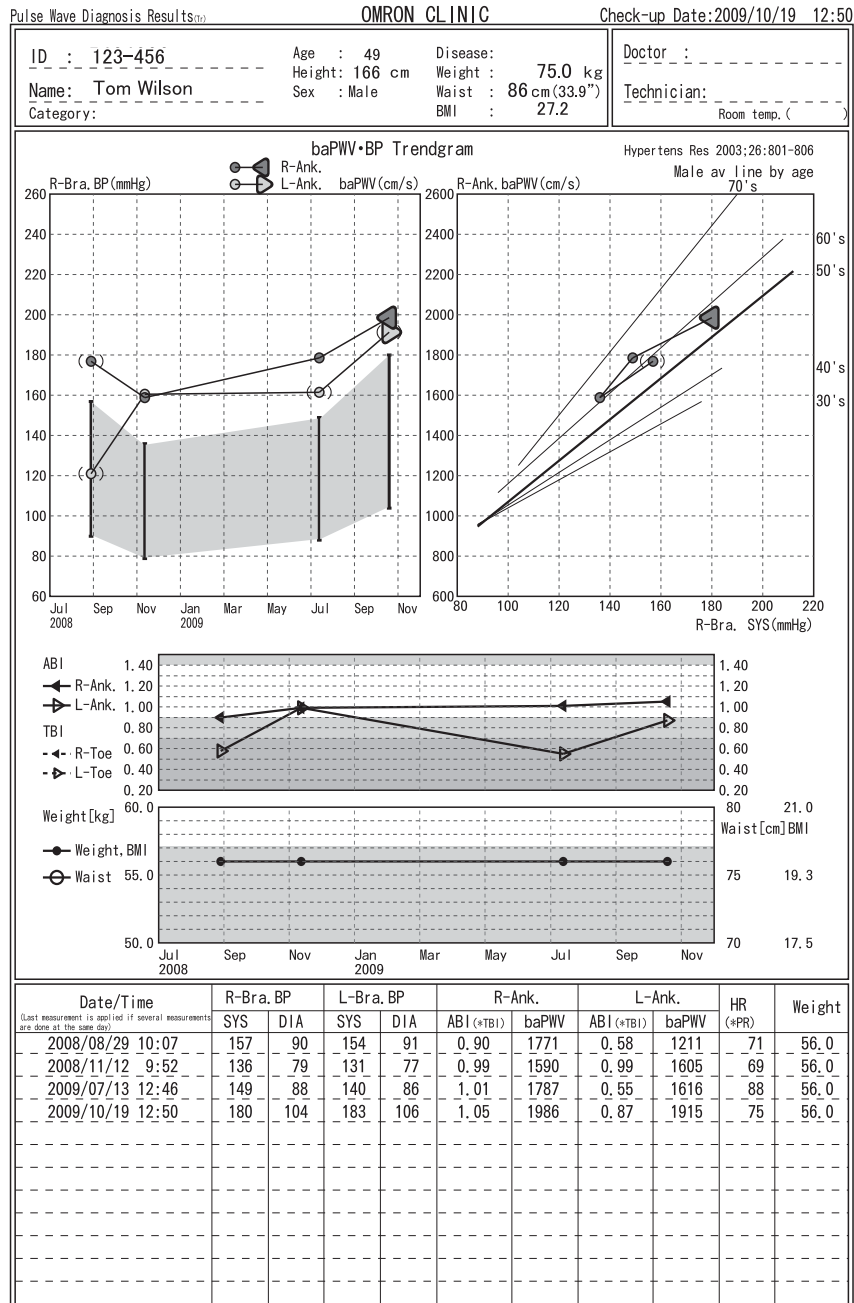 Pulse Wave Diagnosis Results(Tr) OMRON CLINIC Check-up Date:2009/10/19 12:50
ID : 123-456
Name: Tom Wilson
Category:
Age : 49
Height: 166 cm
Sex : Male
Disease:
Weight : 75.0 kg
Waist : 86 cm(33.9")
BMI : 27.2
Doctor :
Technician:
Room temp.( )
baPWV•BP Trendgram
R-Ank.
L-Ank.
Hypertens Res 2003;26:801-806
Male av line by age
R-Bra.BP(mmHg) baPWV(cm/s)
R-Ank.baPWV(cm/s)
70's
60's
50's
40's
30's
260 2600
240 2400
220 2200
200 2000
180 1800
160 1600
140 1400
120 1200
100 1000
80 800
60 600
Jul Sep Nov Jan Mar May Jul Sep Nov
2008 2009
80 100 120 140 160 180 200 220
R-Bra. SYS(mmHg)
ABI
R-Ank.
L-Ank.
TBI
R-Toe
L-Toe
1.40 1.40
1.20 1.20
1.00 1.00
0.80 0.80
0.60 0.60
0.40 0.40
0.20 0.20
Weight[kg]
Weight,BMI
Waist
60.0 80 21.0
Waist[cm]BMI
55.0 75 19.3
50.0 70 17.5
Jul Sep Nov Jan Mar May Jul Sep Nov
2008 2009
Date/Time R-Bra.BP L-Bra.BP R-Ank. L-Ank. HR Weight
(Last measurement is applied if several measurements are done at the same day) SYS DIA SYS DIA ABI(*TBI) baPWV ABI(*TBI) baPWV (*PR)
2008/08/29 10:07 157 90 154 91 0.90 1771 0.58 1211 71 56.0
2008/11/12 9:52 136 79 131 77 0.99 1590 0.99 1605 69 56.0
2009/07/13 12:46 149 88 140 86 1.01 1787 0.55 1616 88 56.0
2009/10/19 12:50 180 104 183 106 1.05 1986 0.87 1915 75 56.0